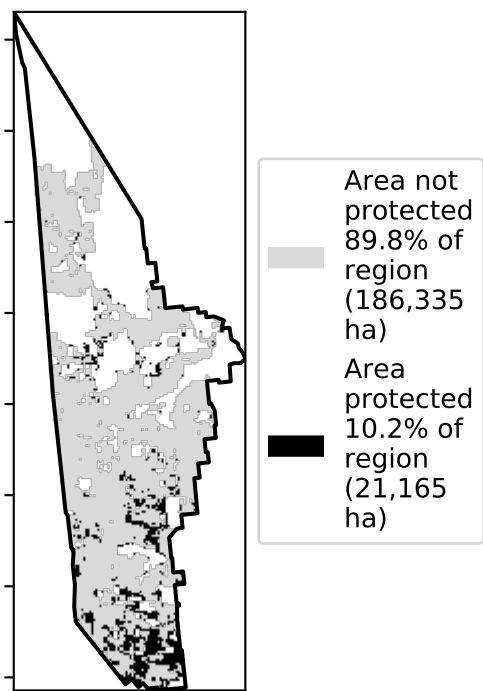 Area not
protected
89.8% of
region
(186,335
ha)
Area
protected
10.2% of
region
(21,165
ha)